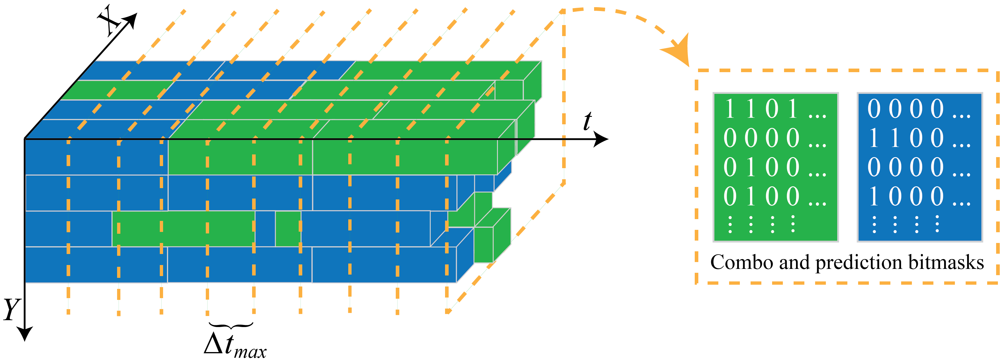 X
t
Y
Δt_max
1 1 0 1 ...
0 0 0 0 ...
0 1 0 0 ...
0 1 0 0 ...
⋮ ⋮ ⋮ ⋮
0 0 0 0 ...
1 1 0 0 ...
0 0 0 0 ...
1 0 0 0 ...
⋮ ⋮ ⋮ ⋮
Combo and prediction bitmasks